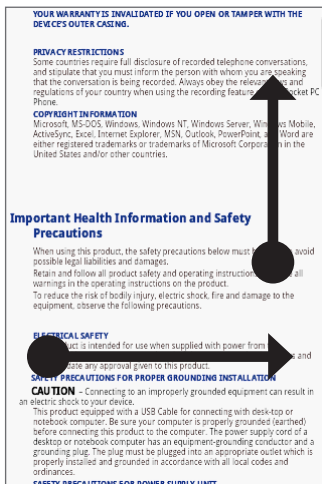 YOUR WARRANTY IS INVALIDATED IF YOU OPEN OR TAMPER WITH THE
DEVICE'S OUTER CASING.
PRIVACY RESTRICTIONS
Some countries require full disclosure of recorded telephone conversations,
and stipulate that you must inform the person with whom you are speaking
that the conversation is being recorded. Always obey the relevant laws and
regulations of your country when using the recording feature Pocket PC
Phone.
COPYRIGHT INFORMATION
Microsoft, MS-DOS, Windows, Windows NT, Windows Server, Windows Mobile,
ActiveSync, Excel, Internet Explorer, MSN, Outlook, PowerPoint, and Word are
either registered trademarks or trademarks of Microsoft Corporation in the
United States and/or other countries.
Important Health Information and Safety
Precautions
When using this product, the safety precautions below must avoid
possible legal liabilities and damages.
Retain and follow all product safety and operating instructions all
warnings in the operating instructions on the product.
To reduce the risk of bodily injury, electric shock, fire and damage to the
equipment, observe the following precautions.
ELECTRICAL SAFETY
is intended for use when supplied with power from
and
any approval given to this product.
SAFETY PRECAUTIONS FOR PROPER GROUNDING INSTALLATION
CAUTION - Connecting to an improperly grounded equipment can result in
an electric shock to your device.
This product equipped with a USB Cable for connecting with desk-top or
notebook computer. Be sure your computer is properly grounded (earthed)
before connecting this product to the computer. The power supply cord of a
desktop or notebook computer has an equipment-grounding conductor and a
grounding plug. The plug must be plugged into an appropriate outlet which is
properly installed and grounded in accordance with all local codes and
ordinances.
SAFETY PRECAUTIONS FOR POWER SUPPLY UNIT